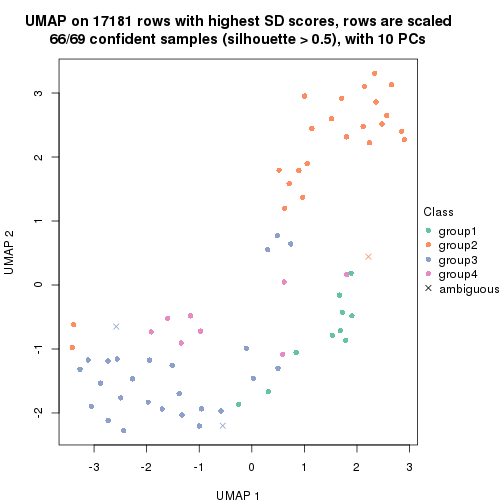 UMAP on 17181 rows with highest SD scores, rows are scaled
66/69 confident samples (silhouette > 0.5), with 10 PCs
UMAP 2
3
2
1
0
-1
-2
-3
-2
-1
0
1
2
3
UMAP 1
Class
group1
group2
group3
group4
ambiguous